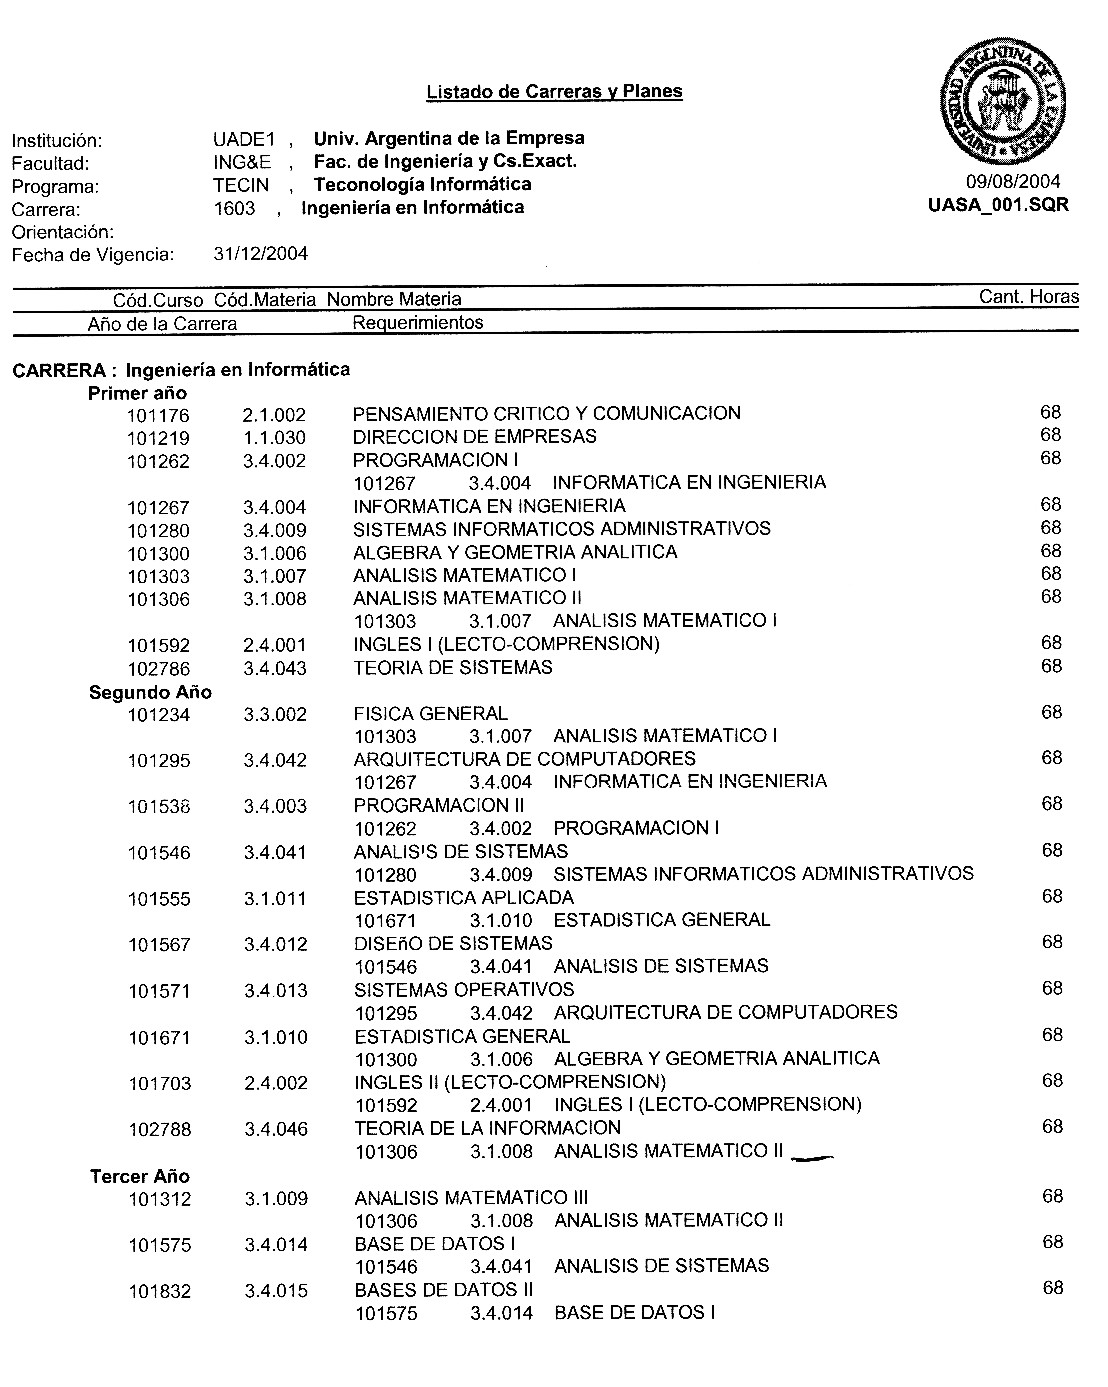 Listado de Carreras y Planes
UNIVERSIDAD ARGENTINA DE LA EMPRESA
Institución: UADE1 , Univ. Argentina de la Empresa
Facultad: ING&E , Fac. de Ingeniería y Cs.Exact.
Programa: TECIN , Teconología Informática 09/08/2004
Carrera: 1603 , Ingeniería en Informática UASA_001.SQR
Orientación:
Fecha de Vigencia: 31/12/2004
Cód.Curso Cód.Materia Nombre Materia Cant. Horas
Año de la Carrera Requerimientos
CARRERA : Ingeniería en Informática
Primer año
101176 2.1.002 PENSAMIENTO CRITICO Y COMUNICACION 68
101219 1.1.030 DIRECCION DE EMPRESAS 68
101262 3.4.002 PROGRAMACION I 68
101267 3.4.004 INFORMATICA EN INGENIERIA
101267 3.4.004 INFORMATICA EN INGENIERIA 68
101280 3.4.009 SISTEMAS INFORMATICOS ADMINISTRATIVOS 68
101300 3.1.006 ALGEBRA Y GEOMETRIA ANALITICA 68
101303 3.1.007 ANALISIS MATEMATICO I 68
101306 3.1.008 ANALISIS MATEMATICO II 68
101303 3.1.007 ANALISIS MATEMATICO I
101592 2.4.001 INGLES I (LECTO-COMPRENSION) 68
102786 3.4.043 TEORIA DE SISTEMAS 68
Segundo Año
101234 3.3.002 FISICA GENERAL 68
101303 3.1.007 ANALISIS MATEMATICO I
101295 3.4.042 ARQUITECTURA DE COMPUTADORES 68
101267 3.4.004 INFORMATICA EN INGENIERIA
101538 3.4.003 PROGRAMACION II 68
101262 3.4.002 PROGRAMACION I
101546 3.4.041 ANALISIS DE SISTEMAS 68
101280 3.4.009 SISTEMAS INFORMATICOS ADMINISTRATIVOS
101555 3.1.011 ESTADISTICA APLICADA 68
101671 3.1.010 ESTADISTICA GENERAL
101567 3.4.012 DISEñO DE SISTEMAS 68
101546 3.4.041 ANALISIS DE SISTEMAS
101571 3.4.013 SISTEMAS OPERATIVOS 68
101295 3.4.042 ARQUITECTURA DE COMPUTADORES
101671 3.1.010 ESTADISTICA GENERAL 68
101300 3.1.006 ALGEBRA Y GEOMETRIA ANALITICA
101703 2.4.002 INGLES II (LECTO-COMPRENSION) 68
101592 2.4.001 INGLES I (LECTO-COMPRENSION)
102788 3.4.046 TEORIA DE LA INFORMACION 68
101306 3.1.008 ANALISIS MATEMATICO II
Tercer Año
101312 3.1.009 ANALISIS MATEMATICO III 68
101306 3.1.008 ANALISIS MATEMATICO II
101575 3.4.014 BASE DE DATOS I 68
101546 3.4.041 ANALISIS DE SISTEMAS
101832 3.4.015 BASES DE DATOS II 68
101575 3.4.014 BASE DE DATOS I